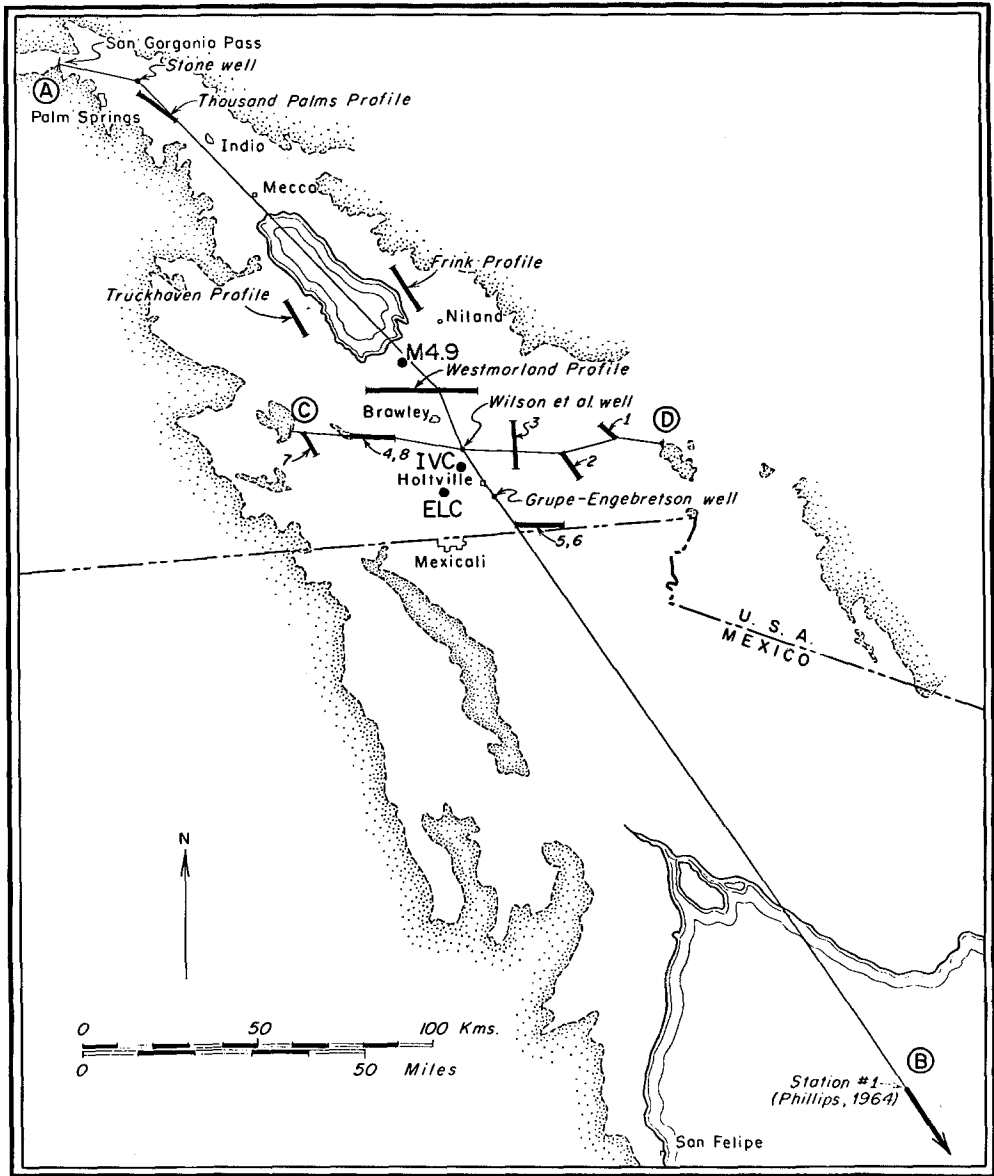 San Gorgonio Pass
Stone well
A
Thousand Palms Profile
Palm Springs
Indio
Mecca
Frink Profile
Truckhaven Profile
Niland
M4.9
Westmorland Profile
C
Brawley
Wilson et al. well
3
1
D
7
4,8
2
IVC
Holtville
ELC
Grupe-Engebretson well
5,6
Mexicali
U. S. A.
MEXICO
N
0 50 100 Kms.
0 50 Miles
B
Station #1
(Phillips, 1964)
San Felipe